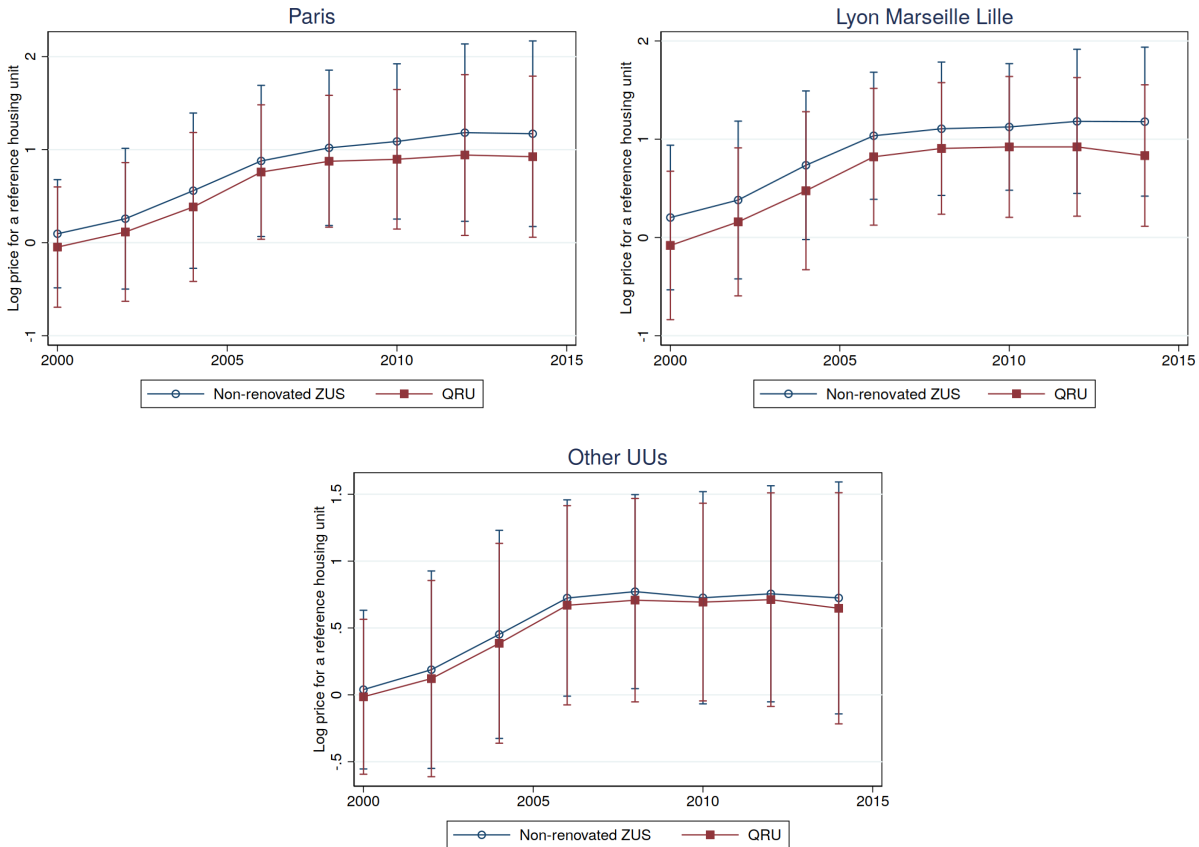 Paris
Log price for a reference housing unit
2
1
0
-1
2000 2005 2010 2015
Non-renovated ZUS QRU
Lyon Marseille Lille
Log price for a reference housing unit
2
1
0
-1
2000 2005 2010 2015
Non-renovated ZUS QRU
Other UUs
Log price for a reference housing unit
1.5
1
.5
0
-.5
2000 2005 2010 2015
Non-renovated ZUS QRU